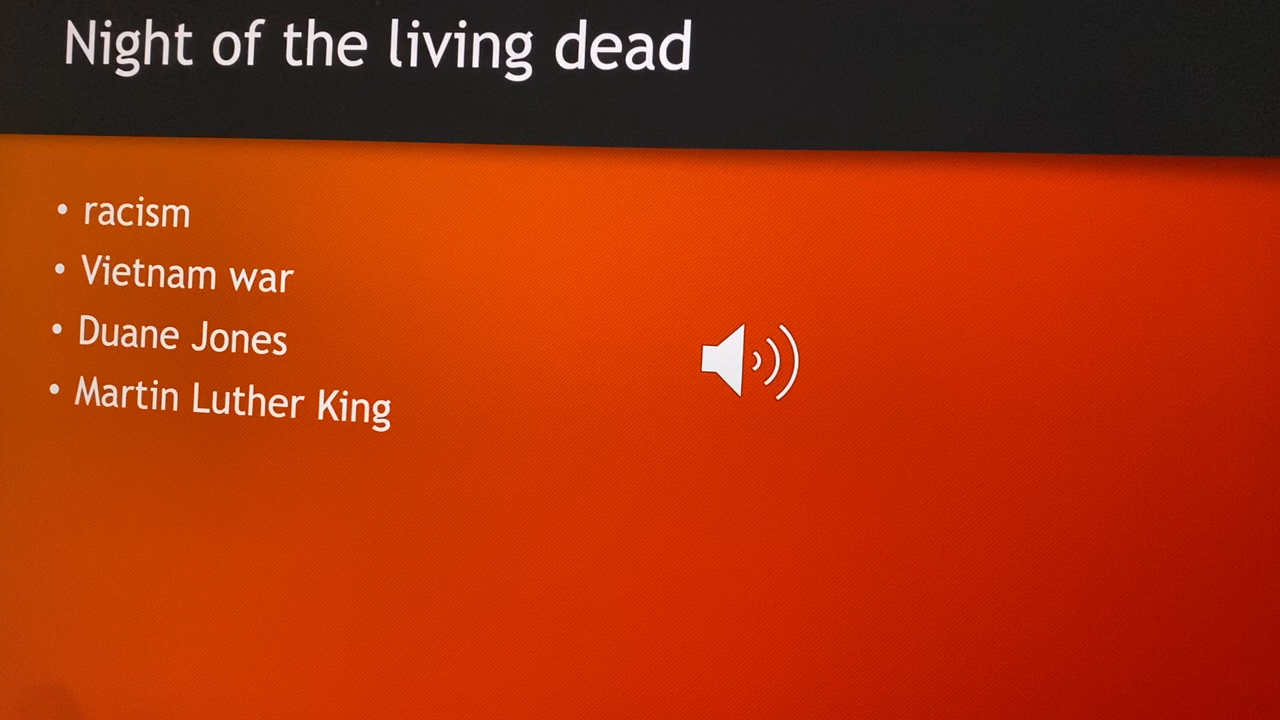 Night of the living dead
• racism
• Vietnam war
• Duane Jones
• Martin Luther King